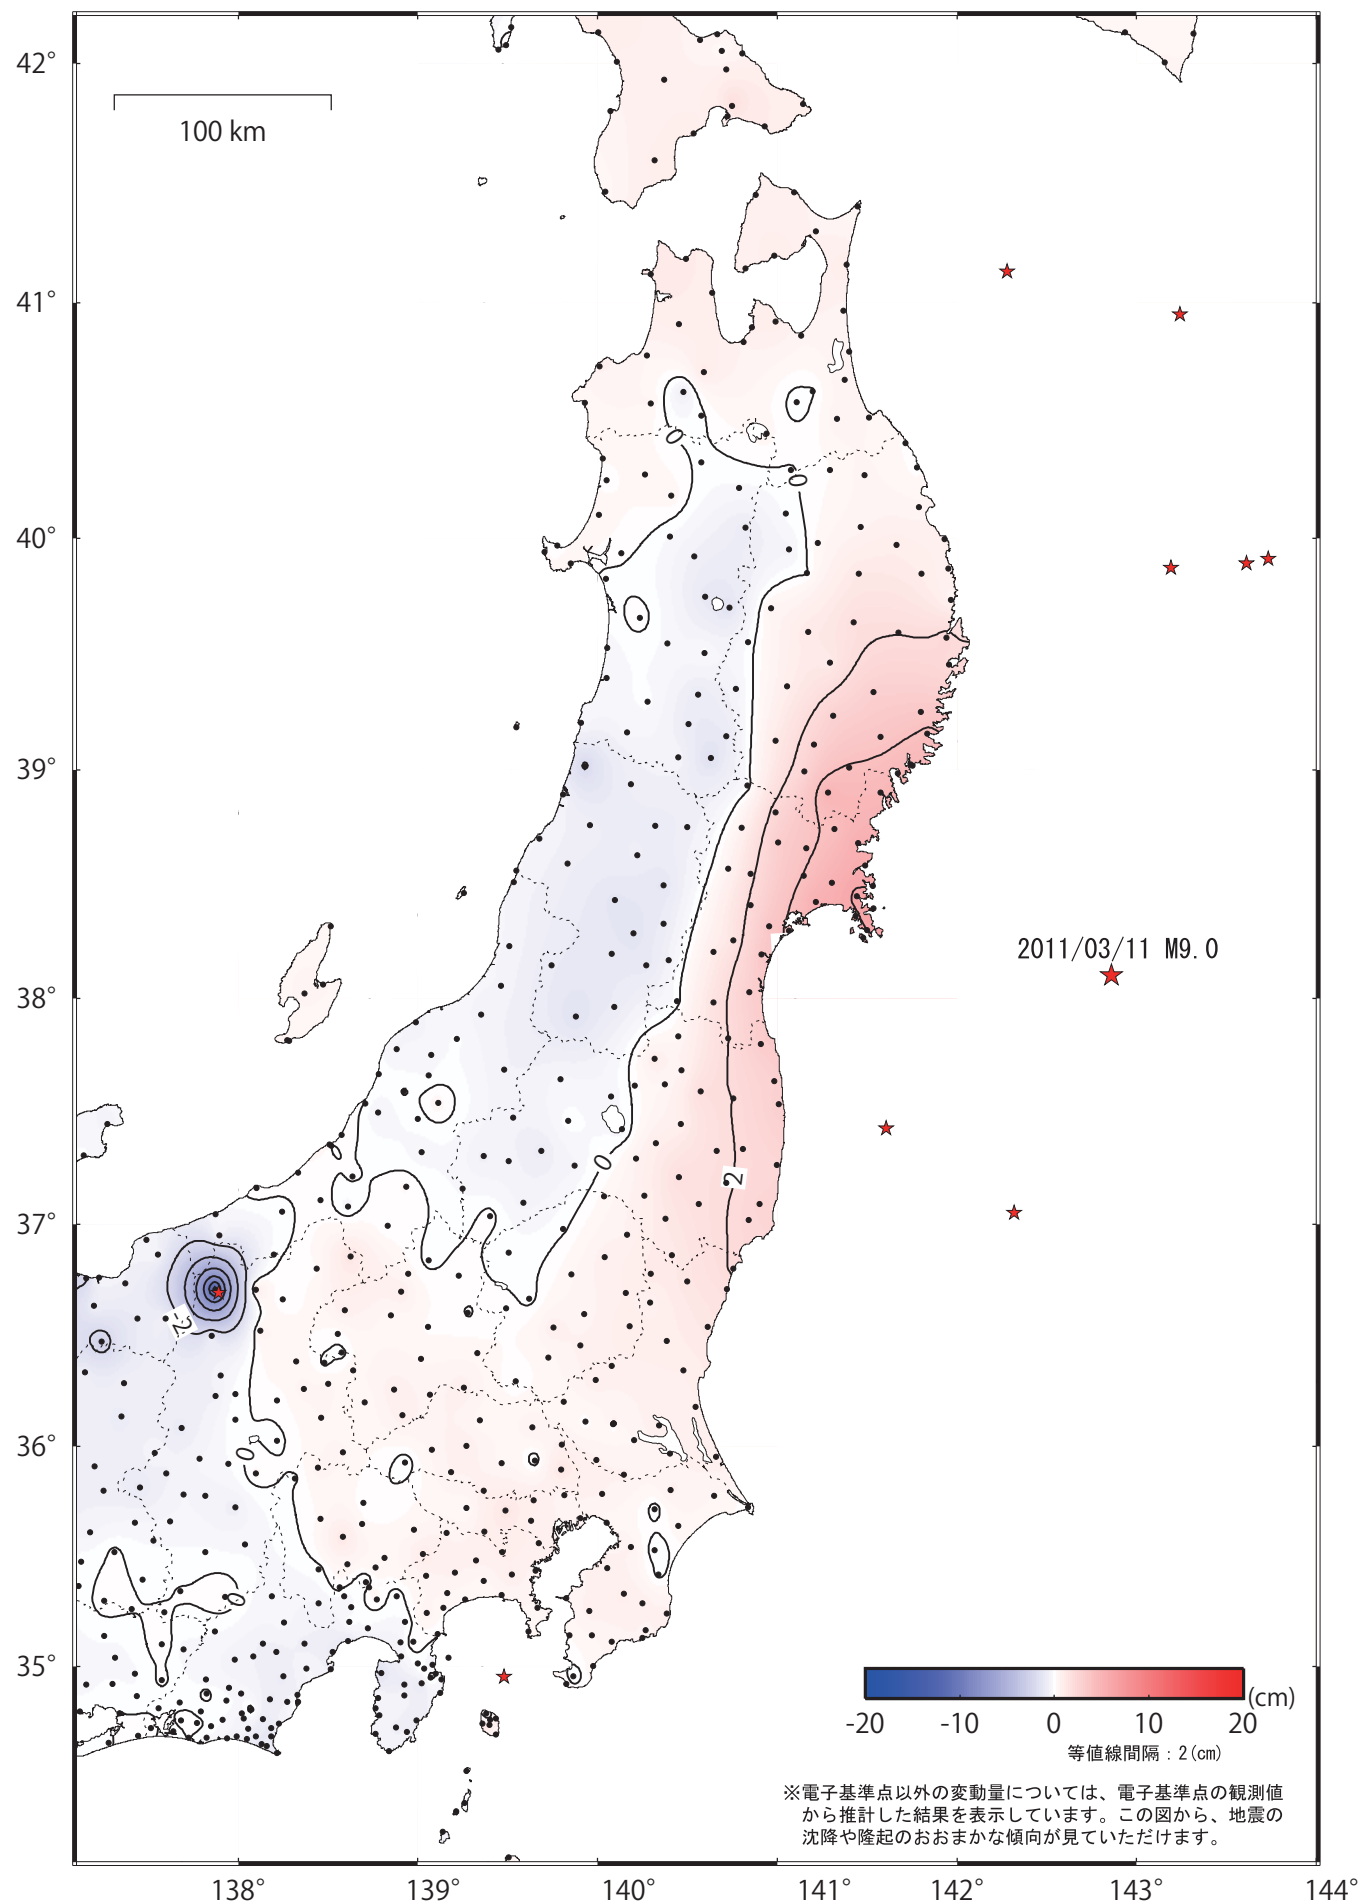 42°
100 km
41°
0
0
40°
39°
2011/03/11 M9.0
38°
0
2
37°
-2
36°
0
0
35°
(cm)
-20 -10 0 10 20
等値線間隔：2(cm)
※電子基準点以外の変動量については、電子基準点の観測値
から推計した結果を表示しています。この図から、地震の
沈降や隆起のおおまかな傾向が見ていただけます。
138° 139° 140° 141° 142° 143° 144°